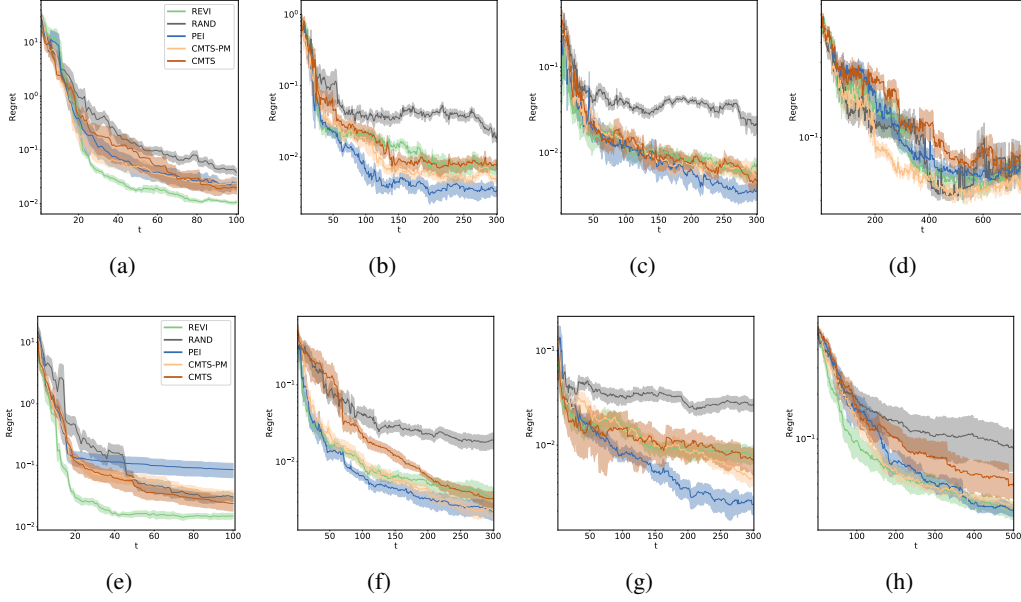 REVI
RAND
PEI
CMTS-PM
CMTS
Regret
10¹
10⁰
10⁻¹
10⁻²
20 40 60 80 100
t
(a)
Regret
10⁰
10⁻¹
10⁻²
50 100 150 200 250 300
t
(b)
Regret
10⁻¹
10⁻²
50 100 150 200 250 300
t
(c)
Regret
10⁻¹
200 400 600
t
(d)
REVI
RAND
PEI
CMTS-PM
CMTS
Regret
10¹
10⁰
10⁻¹
10⁻²
20 40 60 80 100
t
(e)
Regret
10⁻¹
10⁻²
50 100 150 200 250 300
t
(f)
Regret
10⁻¹
10⁻²
50 100 150 200 250 300
t
(g)
Regret
10⁻¹
100 200 300 400 500
t
(h)